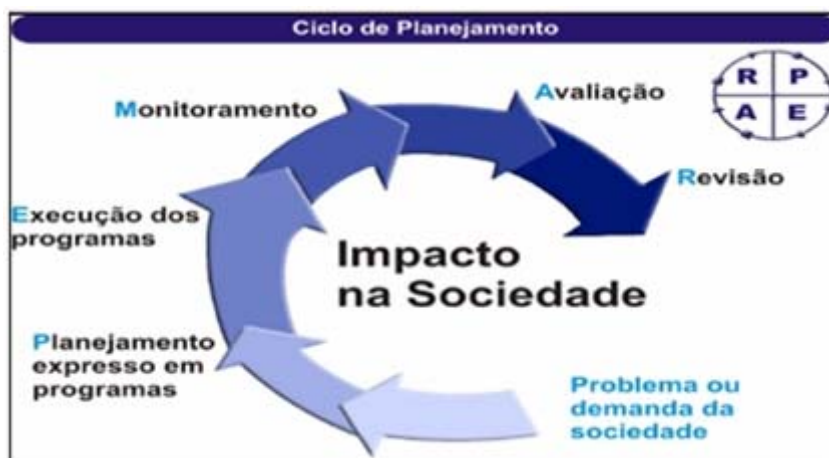 Ciclo de Planejamento
R P
A E
Monitoramento
Avaliação
Revisão
Execução dos
programas
Impacto
na Sociedade
Planejamento
expresso em
programas
Problema ou
demanda da
sociedade